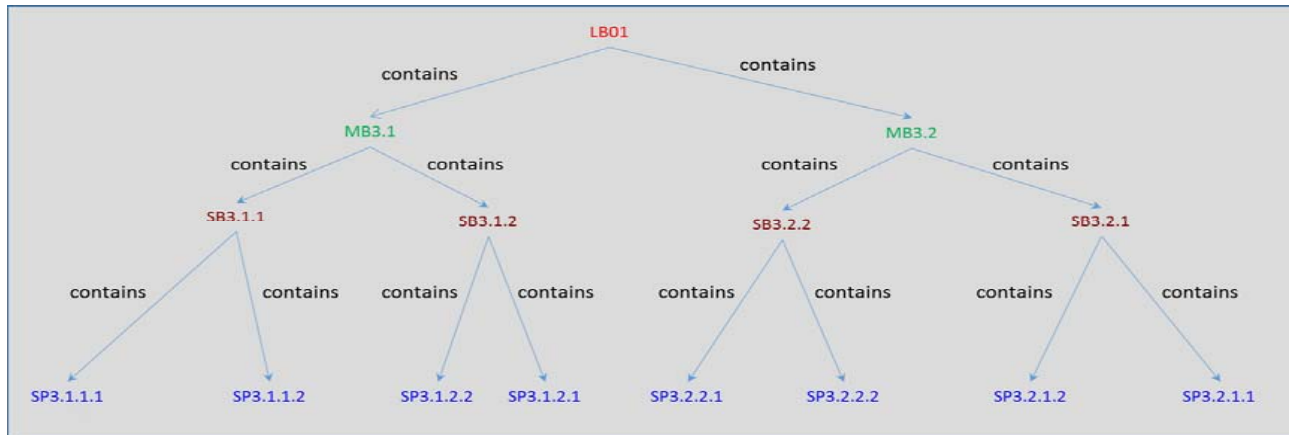 LB01
contains
contains
MB3.1
MB3.2
contains
contains
contains
contains
SB3.1.1
SB3.1.2
SB3.2.2
SB3.2.1
contains
contains
contains
contains
contains
contains
contains
contains
SP3.1.1.1
SP3.1.1.2
SP3.1.2.2
SP3.1.2.1
SP3.2.2.1
SP3.2.2.2
SP3.2.1.2
SP3.2.1.1